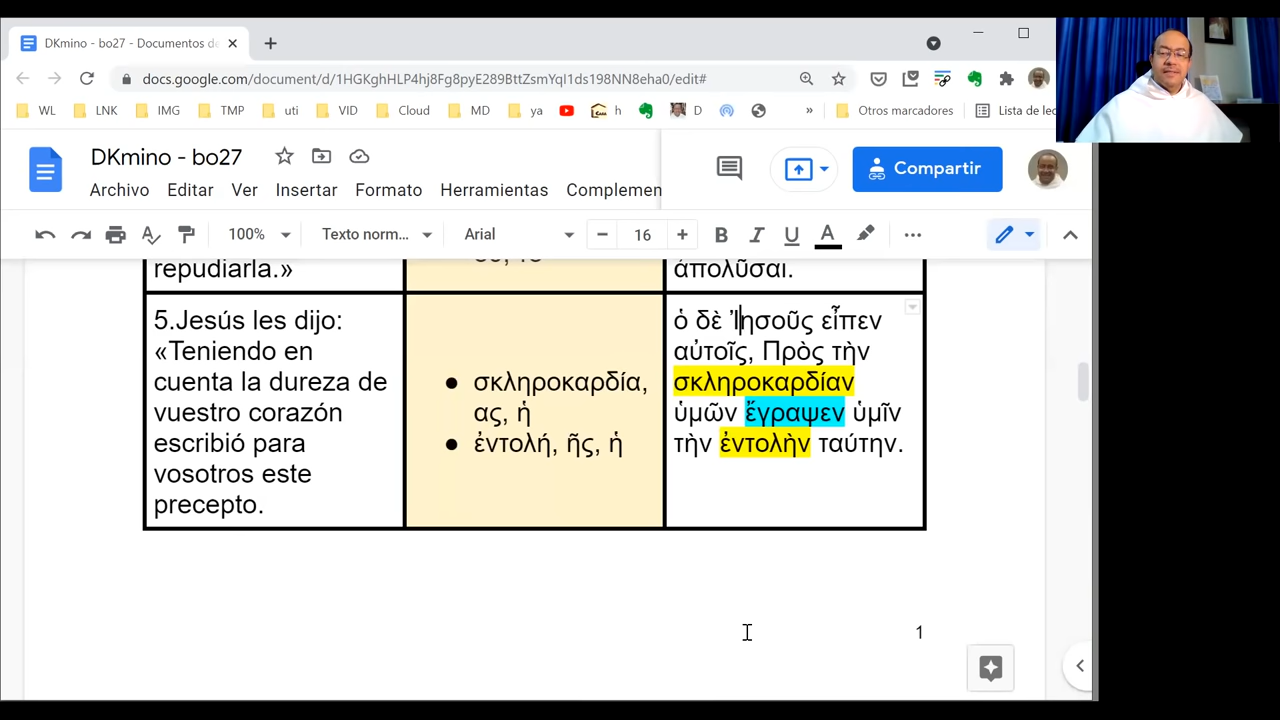 DKmino - bo27 - Documentos de
docs.google.com/document/d/1HGKghHLP4hj8Fg8pyE289BttZsmYqI1ds198NN8eha0/edit#
WL LNK IMG TMP uti VID Cloud MD ya h D » Otros marcadores Lista de lec
DKmino - bo27
Compartir
Archivo Editar Ver Insertar Formato Herramientas Complemen
100% Texto norm... Arial 16 B I U A
repudiarla.»
ἀπολῦσαι.
5.Jesús les dijo:
«Teniendo en
cuenta la dureza de
vuestro corazón
escribió para
vosotros este
precepto.
σκληροκαρδία,
ας, ἡ
ἐντολή, ῆς, ἡ
ὁ δὲ Ἰησοῦς εἶπεν
αὐτοῖς, Πρὸς τὴν
σκληροκαρδίαν
ὑμῶν ἔγραψεν ὑμῖν
τὴν ἐντολὴν ταύτην.
1